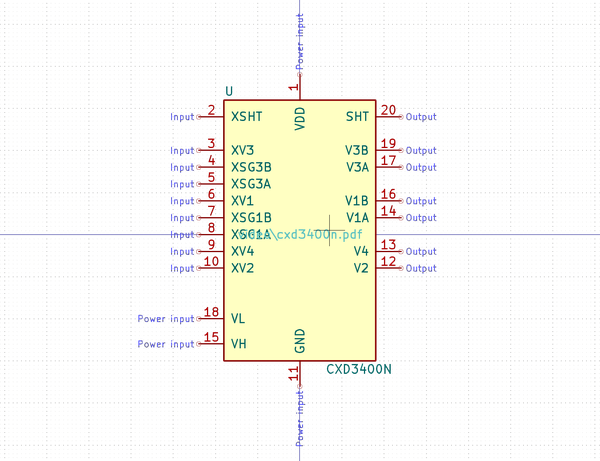 Power input
1
U
VDD
Input 2 XSHT SHT 20 Output
Input 3 XV3 V3B 19 Output
Input 4 XSG3B V3A 17 Output
Input 5 XSG3A
Input 6 XV1 V1B 16 Output
Input 7 XSG1B V1A 14 Output
Input 8 XSG1A \cxd3400n.pdf
Input 9 XV4 V4 13 Output
Input 10 XV2 V2 12 Output
Power input 18 VL
Power input 15 VH
GND
CXD3400N
11
Power input